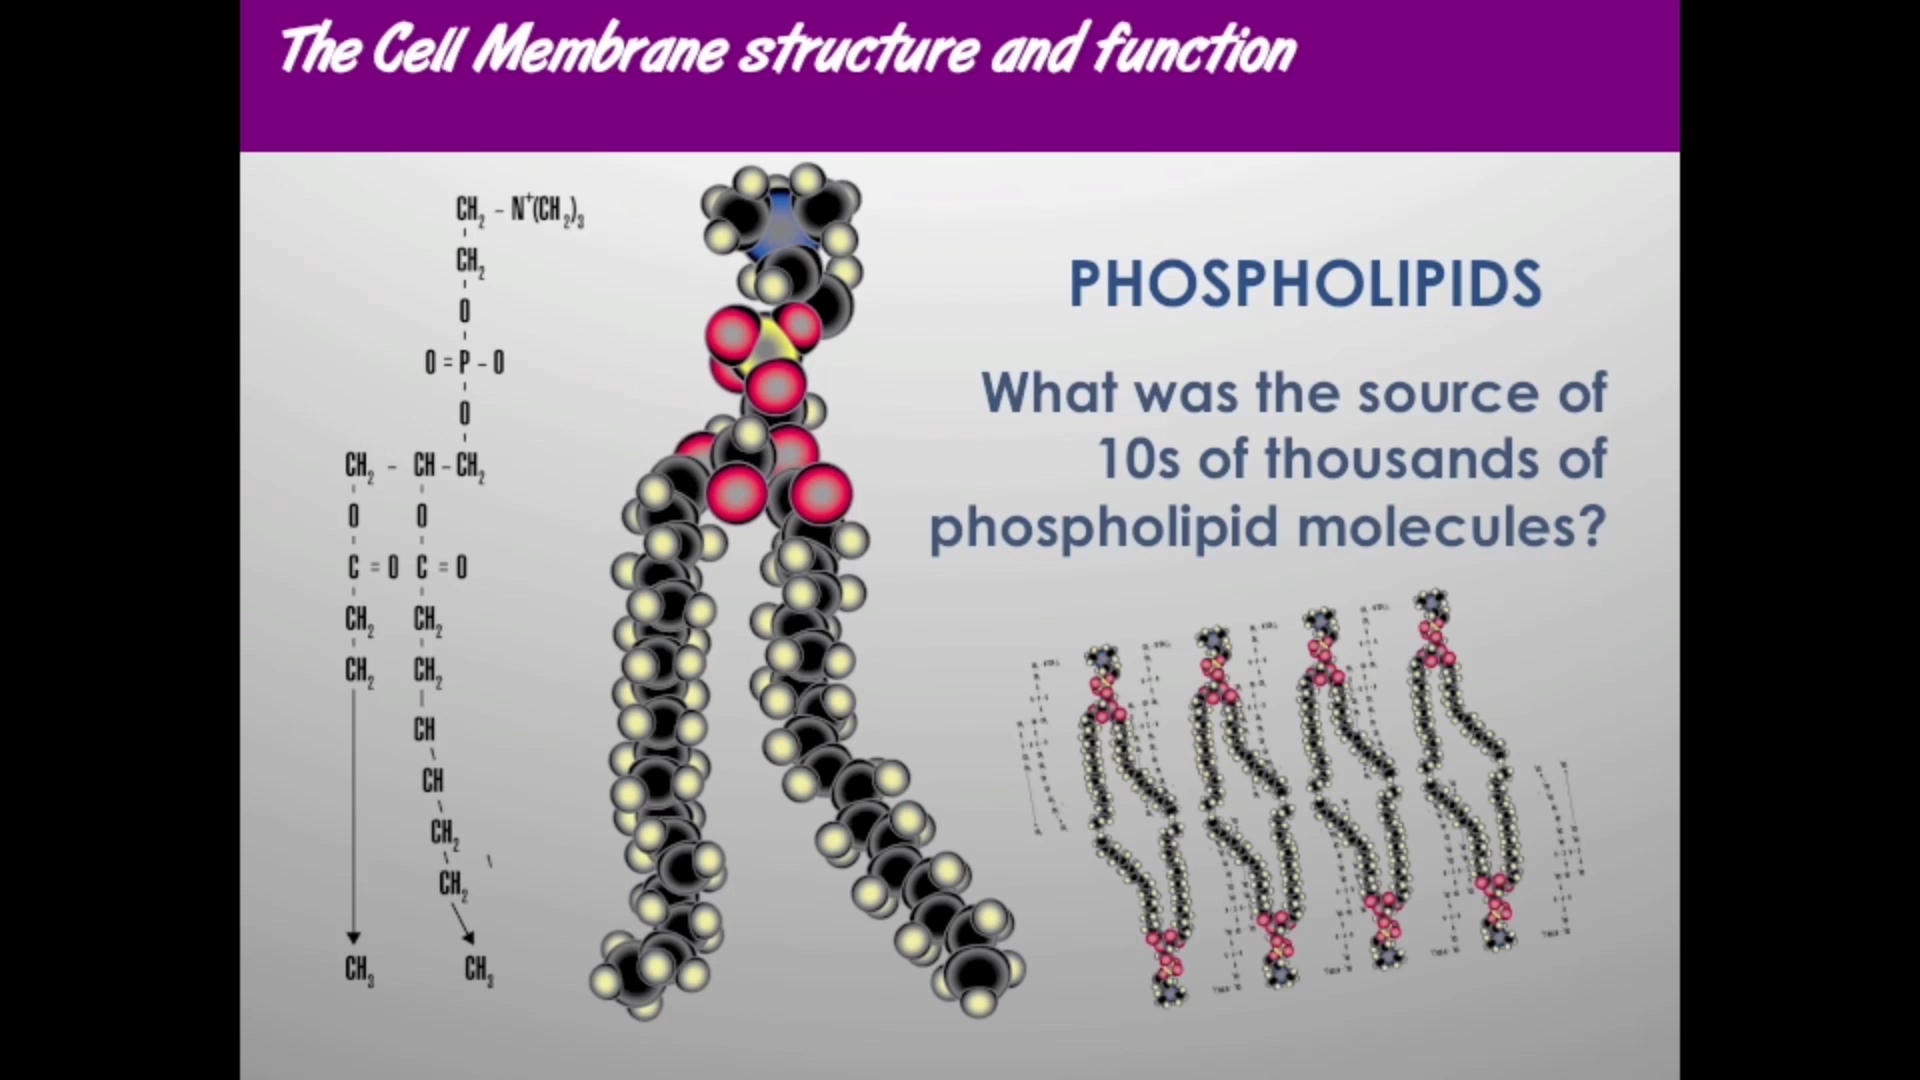 The Cell Membrane structure and function
CH₂ – N⁺(CH₂)₃
CH₂
O
O = P – O
O
CH₂ – CH – CH₂
O O
C = O C = O
CH₂ CH₂
CH₂ CH₂
CH
CH
CH₂
CH₂
CH₃ CH₃
PHOSPHOLIPIDS
What was the source of
10s of thousands of
phospholipid molecules?